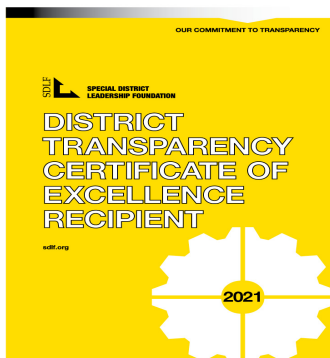 OUR COMMITMENT TO TRANSPARENCY
SDLF
SPECIAL DISTRICT
LEADERSHIP FOUNDATION
DISTRICT
TRANSPARENCY
CERTIFICATE OF
EXCELLENCE
RECIPIENT
sdlf.org
2021